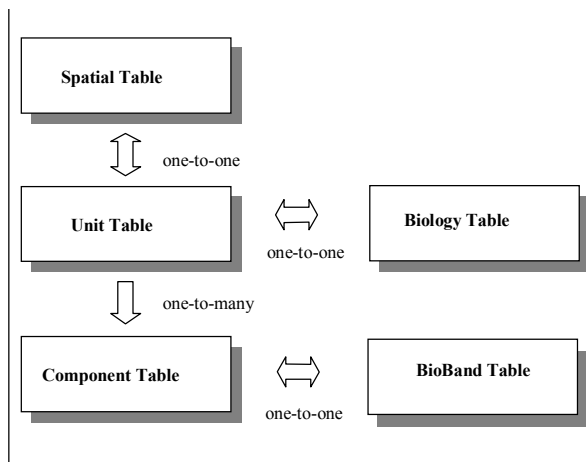 Spatial Table
one-to-one
Unit Table
Biology Table
one-to-one
one-to-many
Component Table
BioBand Table
one-to-one